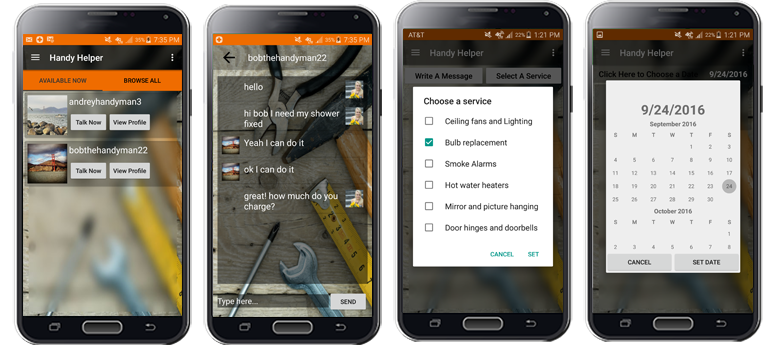 35% 7:35 PM
Handy Helper
AVAILABLE NOW BROWSE ALL
andreyhandyman3
Talk Now View Profile
bobthehandyman22
Talk Now View Profile
35% 7:35 PM
bobthehandyman22
hello
hi bob I need my shower
fixed
Yeah I can do it
ok I can do it
great! how much do you
charge?
Type here...
SEND
AT&T 22% 1:21 PM
Handy Helper
Write A Message Select A Service
Choose a service
Ceiling fans and Lighting
Bulb replacement
Smoke Alarms
Hot water heaters
Mirror and picture hanging
Door hinges and doorbells
CANCEL SET
22% 1:21 PM
Handy Helper
Click Here to Choose a 9/24/2016
9/24/2016
September 2016
S M T W T F S
1 2 3
4 5 6 7 8 9 10
11 12 13 14 15 16 17
18 19 20 21 22 23 24
25 26 27 28 29 30
October 2016
S M T W T F S
1
2 3 4 5 6 7 8
CANCEL SET DATE